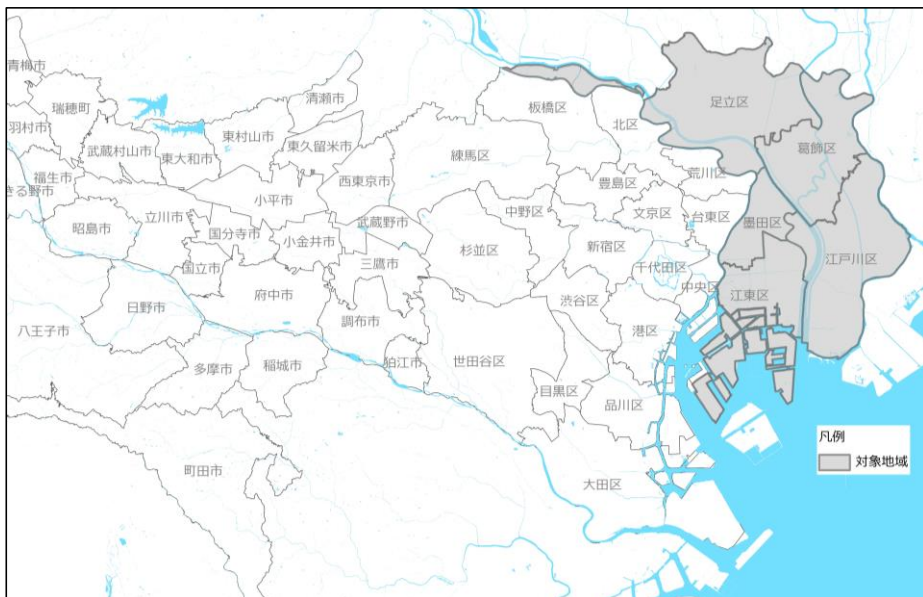 青梅市
瑞穂町
羽村市
武蔵村山市
東大和市
東村山市
清瀬市
東久留米市
福生市
きる野市
昭島市
立川市
小平市
西東京市
国分寺市
小金井市
武蔵野市
国立市
三鷹市
日野市
府中市
調布市
八王子市
多摩市
稲城市
狛江市
町田市
板橋区
北区
足立区
練馬区
葛飾区
豊島区
荒川区
中野区
文京区
台東区
杉並区
新宿区
墨田区
江戸川区
千代田区
中央区
江東区
渋谷区
港区
世田谷区
目黒区
品川区
大田区
凡例
対象地域